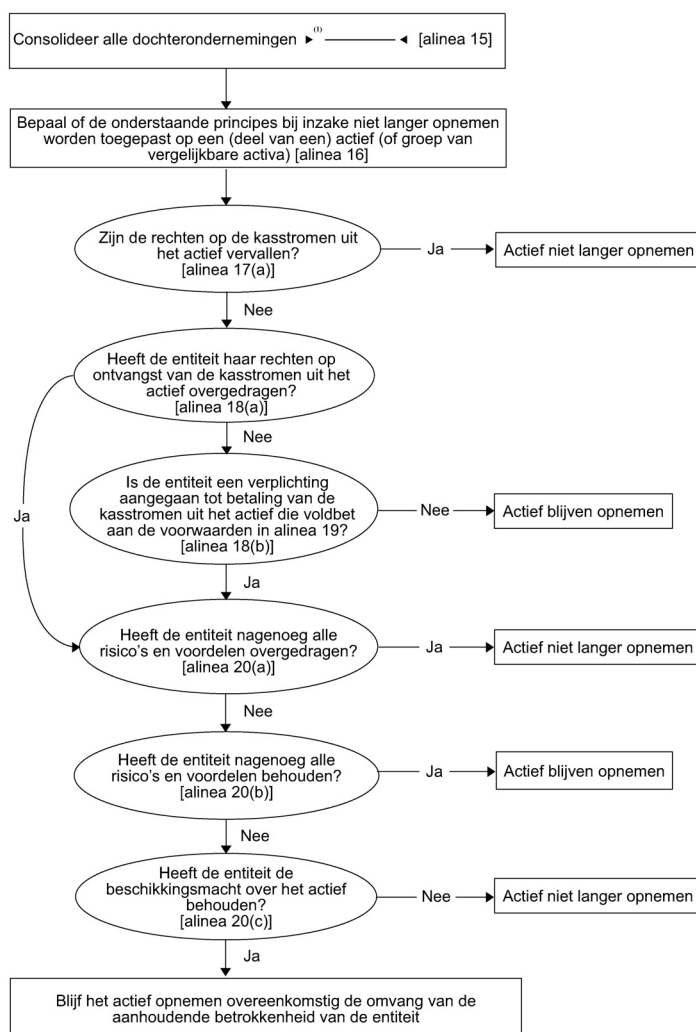 Consolideer alle dochterondernemingen ►(1) ———— ◄ [alinea 15]
Bepaal of de onderstaande principes bij inzake niet langer opnemen
worden toegepast op een (deel van een) actief (of groep van
vergelijkbare activa) [alinea 16]
Zijn de rechten op de kasstromen uit
het actief vervallen?
[alinea 17(a)]
Ja
Actief niet langer opnemen
Nee
Heeft de entiteit haar rechten op
ontvangst van de kasstromen uit het
actief overgedragen?
[alinea 18(a)]
Nee
Ja
Is de entiteit een verplichting
aangegaan tot betaling van de
kasstromen uit het actief die voldbet
aan de voorwaarden in alinea 19?
[alinea 18(b)]
Nee
Actief blijven opnemen
Ja
Heeft de entiteit nagenoeg alle
risico's en voordelen overgedragen?
[alinea 20(a)]
Ja
Actief niet langer opnemen
Nee
Heeft de entiteit nagenoeg alle
risico's en voordelen behouden?
[alinea 20(b)]
Ja
Actief blijven opnemen
Nee
Heeft de entiteit de
beschikkingsmacht over het actief
behouden?
[alinea 20(c)]
Nee
Actief niet langer opnemen
Ja
Blijf het actief opnemen overeenkomstig de omvang van de
aanhoudende betrokkenheid van de entiteit